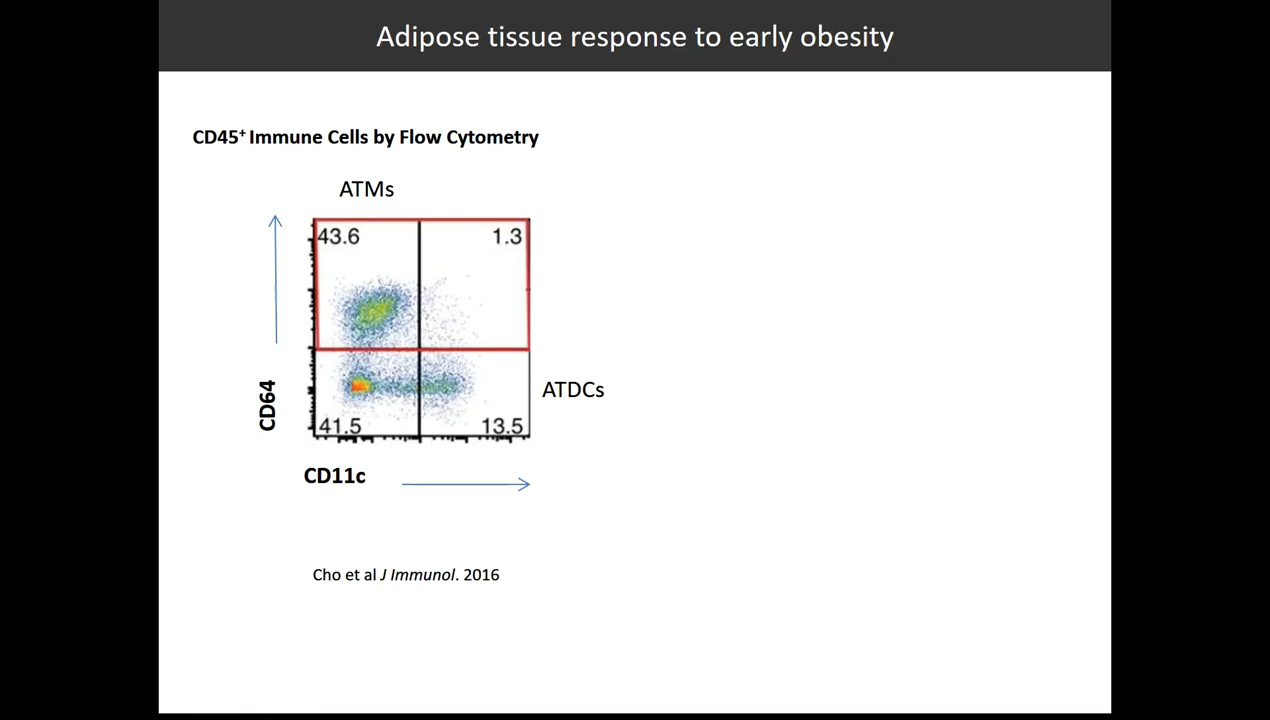 Adipose tissue response to early obesity
CD45⁺ Immune Cells by Flow Cytometry
ATMs
43.6 1.3
CD64
ATDCs
41.5 13.5
CD11c
Cho et al J Immunol. 2016